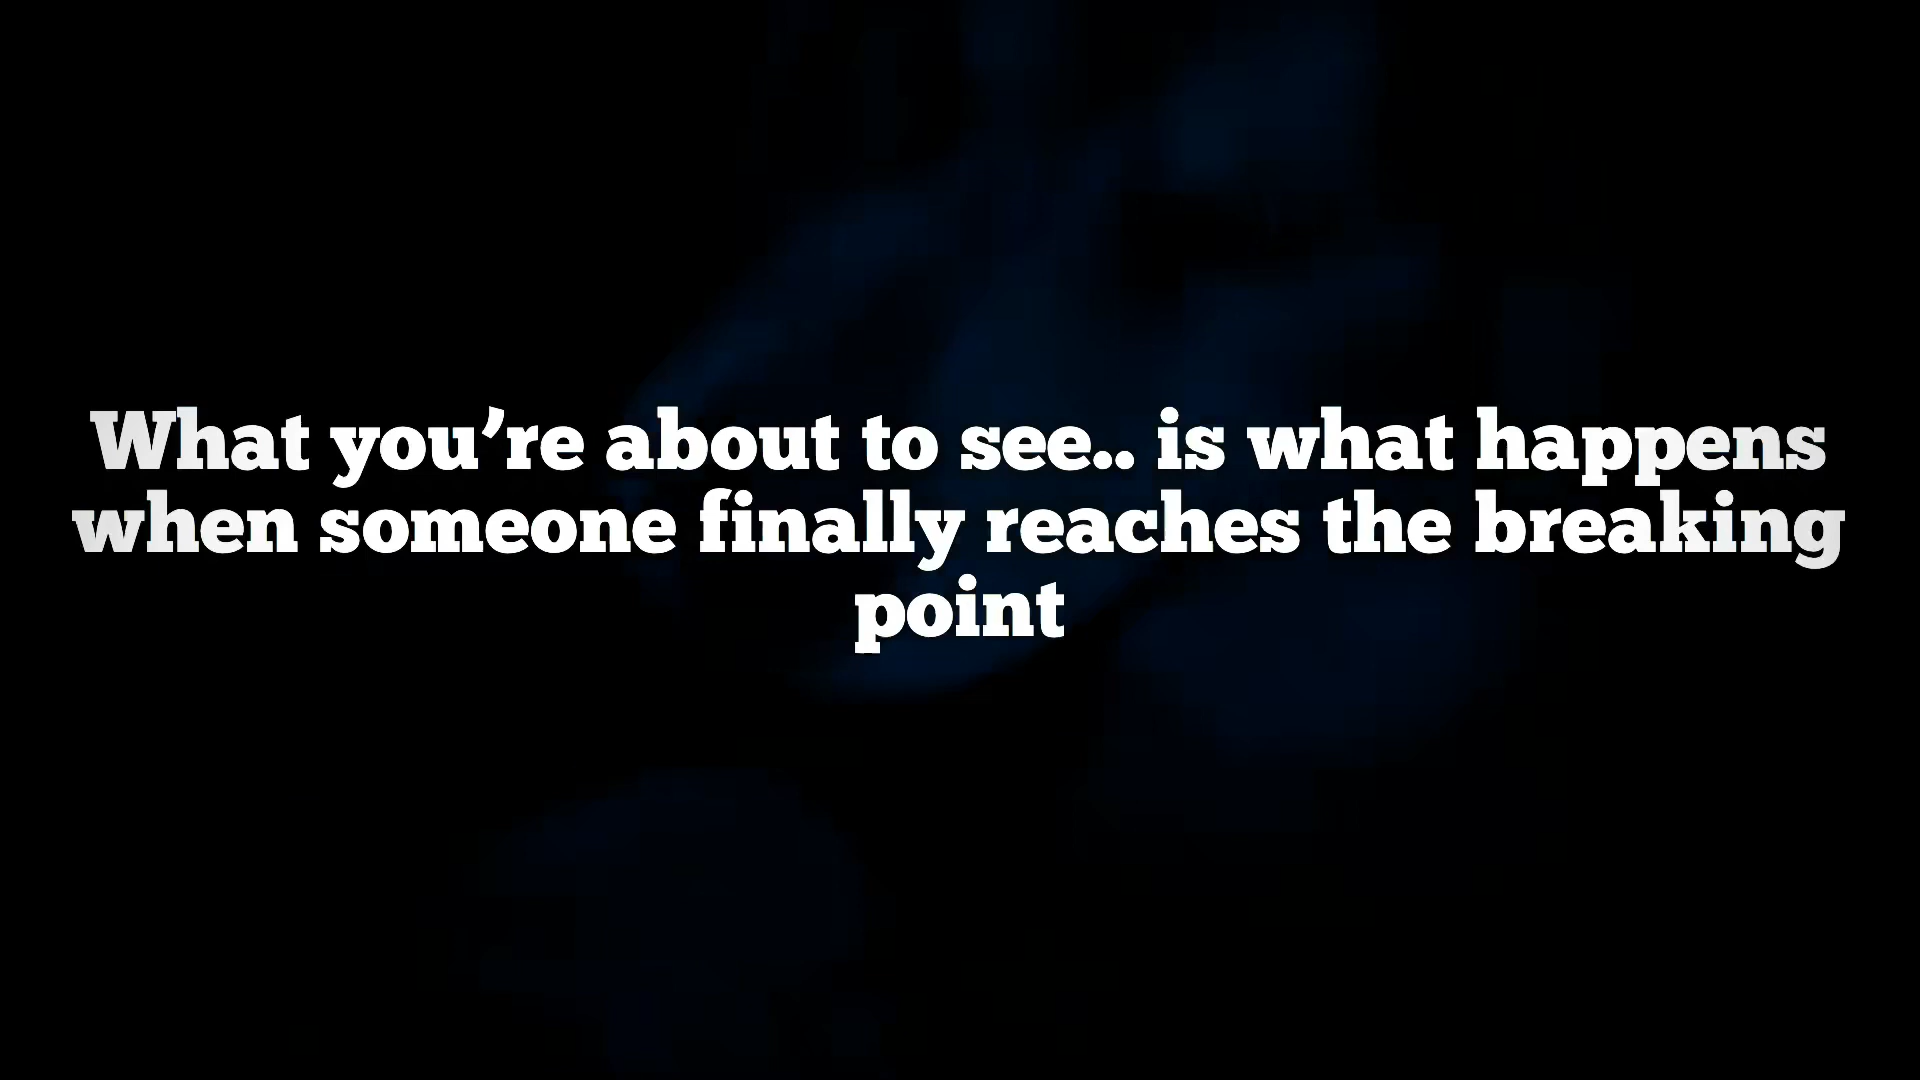 What you’re about to see.. is what happens
when someone finally reaches the breaking
point